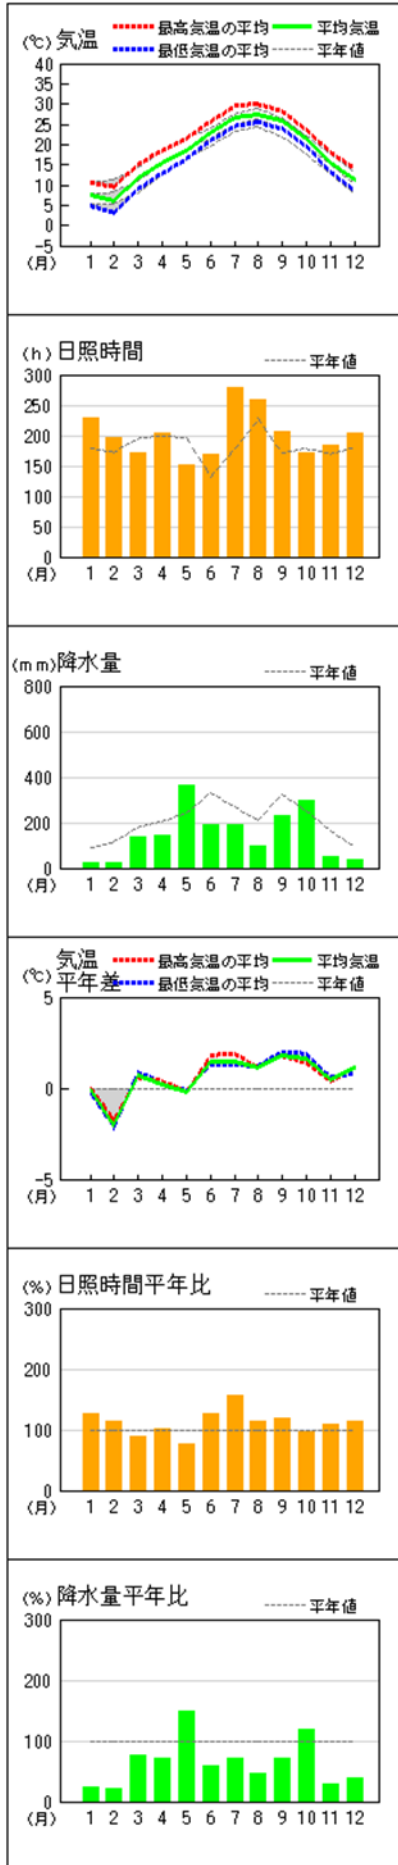 (℃) 気温 最高気温の平均 平均気温
最低気温の平均 平年値
40
35
30
25
20
15
10
5
0
-5
1 2 3 4 5 6 7 8 9 10 11 12
(月)
(h) 日照時間 平年値
300
250
200
150
100
50
0
(月) 1 2 3 4 5 6 7 8 9 10 11 12
(mm) 降水量 平年値
800
600
400
200
0
(月) 1 2 3 4 5 6 7 8 9 10 11 12
気温 最高気温の平均 平均気温
(℃) 平年差 最低気温の平均 平年値
5
0
-5
(月) 1 2 3 4 5 6 7 8 9 10 11 12
(%) 日照時間平年比 平年値
300
200
100
0
(月) 1 2 3 4 5 6 7 8 9 10 11 12
(%) 降水量平年比 平年値
300
200
100
0
(月) 1 2 3 4 5 6 7 8 9 10 11 12